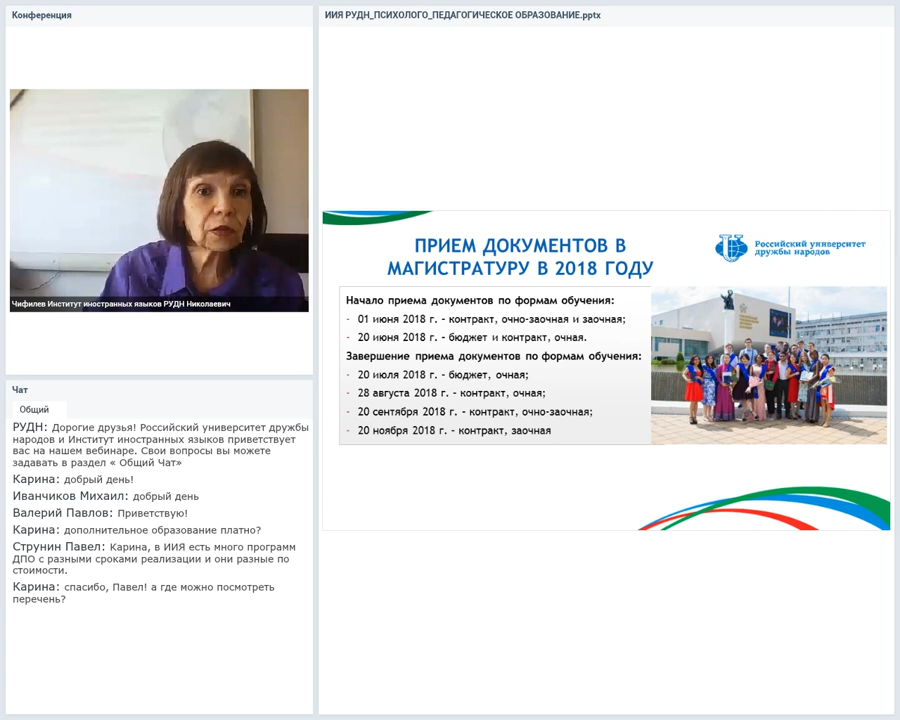 Конференция
Чифилев Институт иностранных языков РУДН Николаевич
Чат
Общий
РУДН: Дорогие друзья! Российский университет дружбы
народов и Институт иностранных языков приветствует
вас на нашем вебинаре. Свои вопросы вы можете
задавать в раздел « Общий Чат»
Карина: добрый день!
Иванчиков Михаил: добрый день
Валерий Павлов: Приветствую!
Карина: дополнительное образование платно?
Струнин Павел: Карина, в ИИЯ есть много программ
ДПО с разными сроками реализации и они разные по
стоимости.
Карина: спасибо, Павел! а где можно посмотреть
перечень?
ИИЯ РУДН_ПСИХОЛОГО_ПЕДАГОГИЧЕСКОЕ ОБРАЗОВАНИЕ.pptx
ПРИЕМ ДОКУМЕНТОВ В
МАГИСТРАТУРУ В 2018 ГОДУ
Российский университет
дружбы народов
Начало приема документов по формам обучения:
- 01 июня 2018 г. - контракт, очно-заочная и заочная;
- 20 июня 2018 г. - бюджет и контракт, очная.
Завершение приема документов по формам обучения:
- 20 июля 2018 г. - бюджет, очная;
- 28 августа 2018 г. - контракт, очная;
- 20 сентября 2018 г. - контракт, очно-заочная;
- 20 ноября 2018 г. - контракт, заочная